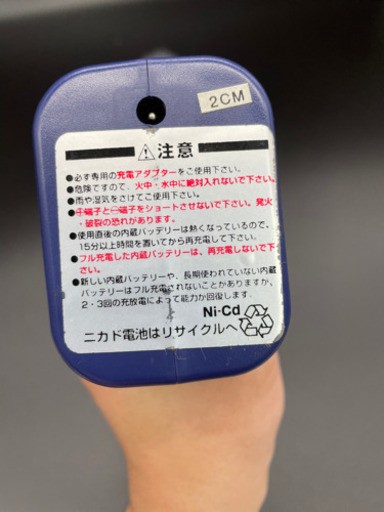 2CM
⚠注意
●必ず専用の充電アダプターをご使用下さい。
●危険ですので、火中・水中に絶対入れないで下さい。
●雨や湿気をさけてご使用下さい。
●⊕端子と⊖端子をショートさせないで下さい。発火
・破裂の恐れがあります。
●使用直後の内蔵バッテリーは熱くなっているので、
15分以上時間を置いてから再充電して下さい。
●フル充電した内蔵バッテリーは、再充電しないで下
さい。
●新しい内蔵バッテリーや、長期使われていない内蔵
バッテリーはフル充電されないことがありますが、
2・3回の充放電によって能力が回復します。
Ni-Cd
ニカド電池はリサイクルへ